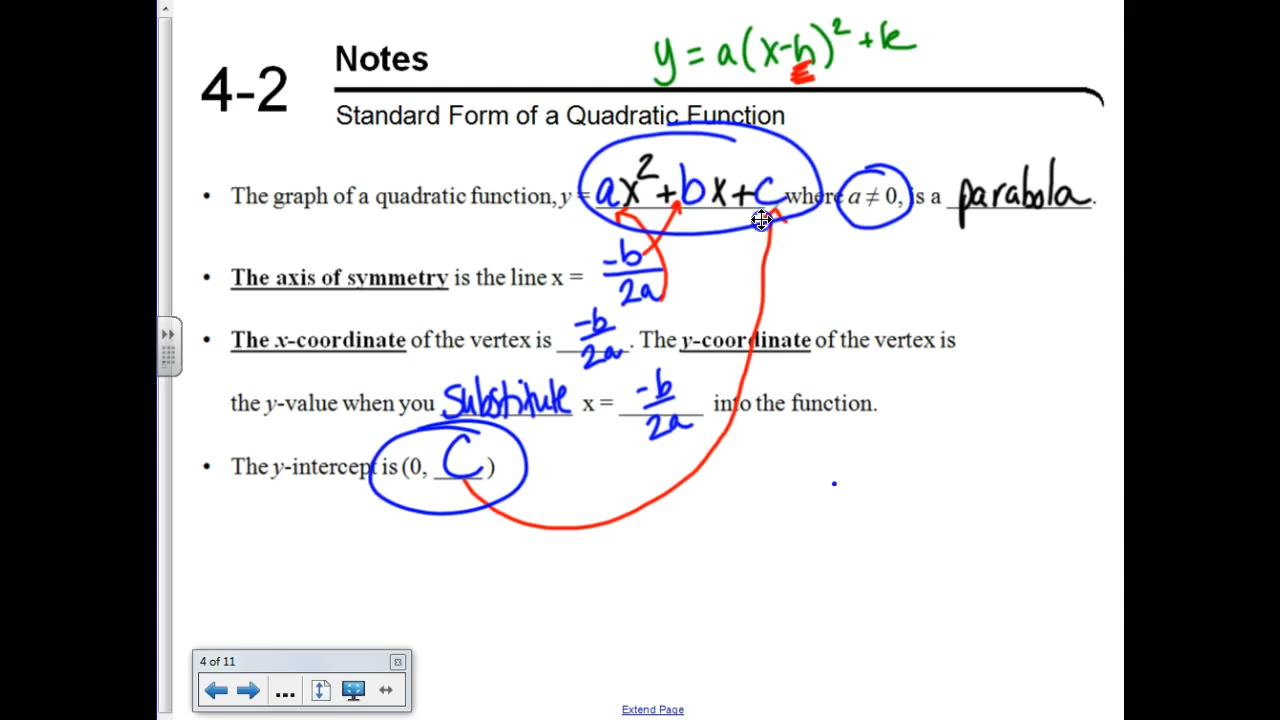 y = a(x-h)² + k
Notes
4-2
Standard Form of a Quadratic Function
• The graph of a quadratic function, y = ax² + bx + c where a ≠ 0, is a parabola.
• The axis of symmetry is the line x = -b/2a
• The x-coordinate of the vertex is -b/2a. The y-coordinate of the vertex is
the y-value when you substitute x = -b/2a into the function.
• The y-intercept is (0, C)
4 of 11
...
Extend Page